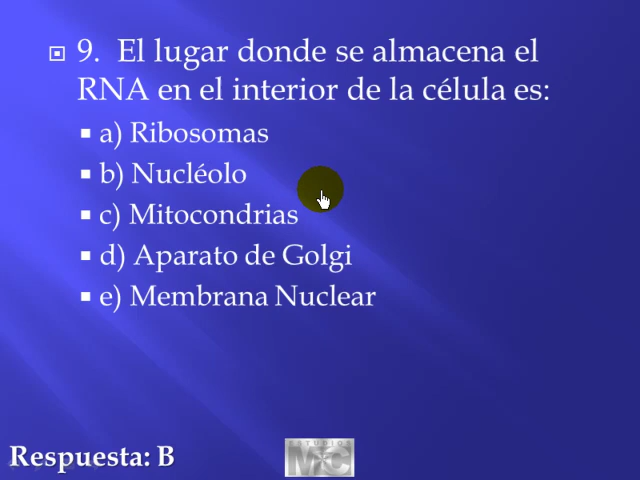 9. El lugar donde se almacena el
RNA en el interior de la célula es:
a) Ribosomas
b) Nucléolo
c) Mitocondrias
d) Aparato de Golgi
e) Membrana Nuclear
Respuesta: B
ESTUDIOS
MC